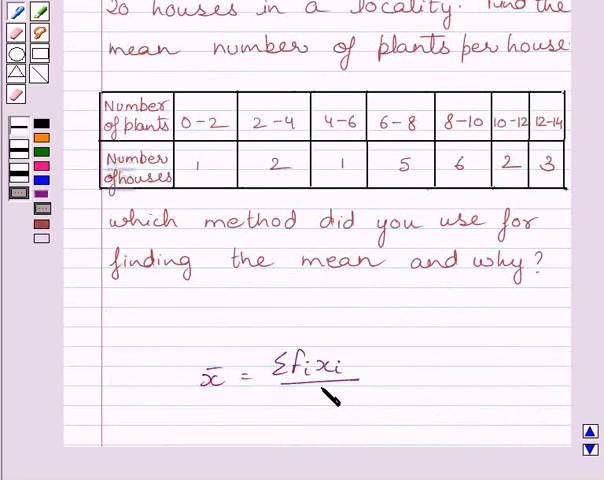 20 houses in a locality. Find the
mean number of plants per house.
Number of plants 0-2 2-4 4-6 6-8 8-10 10-12 12-14
Number of houses 1 2 1 5 6 2 3
which method did you use for
finding the mean and why?
x̄ = Σfixi